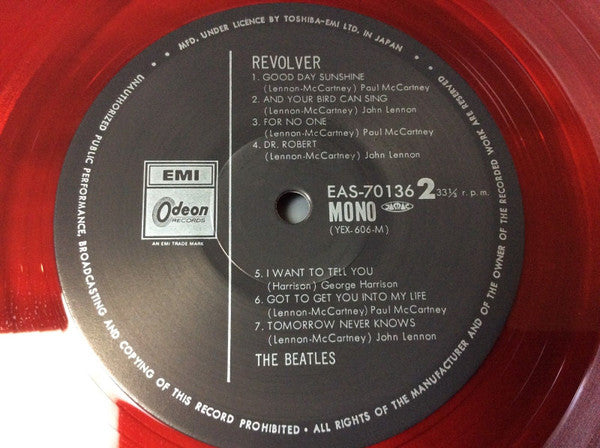 MFD. UNDER LICENCE BY TOSHIBA-EMI LTD. IN JAPAN
REVOLVER
1. GOOD DAY SUNSHINE
(Lennon-McCartney) Paul McCartney
2. AND YOUR BIRD CAN SING
(Lennon-McCartney) John Lennon
3. FOR NO ONE
(Lennon-McCartney) Paul McCartney
4. DR. ROBERT
(Lennon-McCartney) John Lennon
EMI
Odeon
RECORDS
AN EMI TRADE MARK
EAS-70136 2 33⅓ r.p.m.
MONO
(YEX-606-M)
5. I WANT TO TELL YOU
(Harrison) George Harrison
6. GOT TO GET YOU INTO MY LIFE
(Lennon-McCartney) Paul McCartney
7. TOMORROW NEVER KNOWS
(Lennon-McCartney) John Lennon
THE BEATLES
UNAUTHORIZED PUBLIC PERFORMANCE, BROADCASTING AND COPYING OF THIS RECORD PROHIBITED • ALL RIGHTS OF THE MANUFACTURER AND OF THE OWNER OF THE RECORDED WORK ARE RESERVED